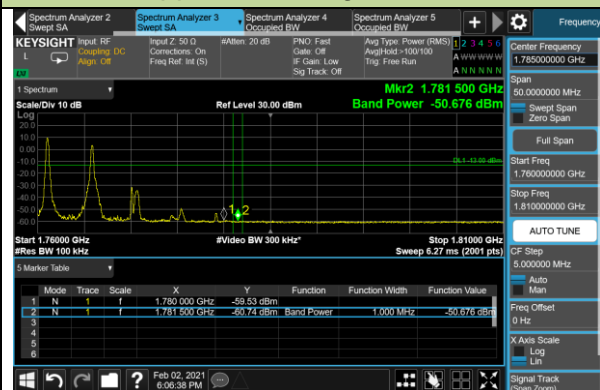 Spectrum Analyzer 2
Swept SA
Spectrum Analyzer 3
Swept SA
Spectrum Analyzer 4
Occupied BW
Spectrum Analyzer 5
Occupied BW
Frequency
KEYSIGHT
L
LXI
Input: RF
Coupling: DC
Align: Off
Input Z: 50 Ω
Corrections: On
Freq Ref: Int (S)
#Atten: 20 dB
PNO: Fast
Gate: Off
IF Gain: Low
Sig Track: Off
Avg Type: Power (RMS)
Avg|Hold:>100/100
Trig: Free Run
1 2 3 4 5 6
A W W W W W
A N N N N N
1 Spectrum
Scale/Div 10 dB
Ref Level 30.00 dBm
Mkr2 1.781 500 GHz
Band Power -50.676 dBm
Log
20.0
10.0
0.00
-10.0
-20.0
-30.0
-40.0
-50.0
-60.0
DL1 -13.00 dBm
1
2
Start 1.76000 GHz
#Video BW 300 kHz*
Stop 1.81000 GHz
#Res BW 100 kHz
Sweep 6.27 ms (2001 pts)
5 Marker Table
Mode Trace Scale X Y Function Function Width Function Value
1 N 1 f 1.780 000 GHz -59.53 dBm
2 N 1 f 1.781 500 GHz -60.74 dBm Band Power 1.000 MHz -50.676 dBm
3
4
5
6
Feb 02, 2021
6:06:38 PM
Center Frequency
1.785000000 GHz
Span
50.0000000 MHz
Swept Span
Zero Span
Full Span
Start Freq
1.760000000 GHz
Stop Freq
1.810000000 GHz
AUTO TUNE
CF Step
5.000000 MHz
Auto
Man
Freq Offset
0 Hz
X Axis Scale
Log
Lin
Signal Track
(Span Zoom)